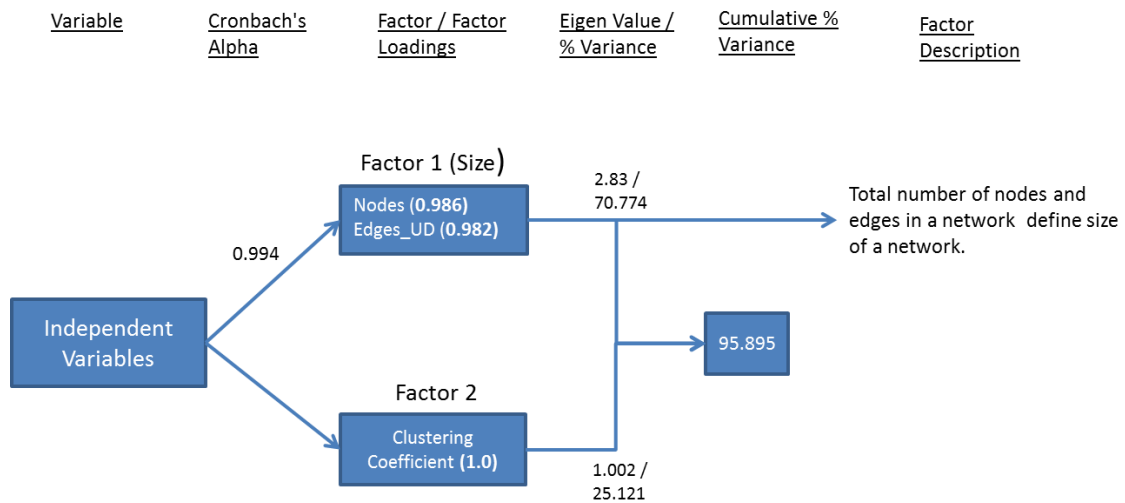 Variable
Cronbach's
Alpha
Factor / Factor
Loadings
Eigen Value /
% Variance
Cumulative %
Variance
Factor
Description
Factor 1 (Size)
Nodes (0.986)
Edges_UD (0.982)
2.83 /
70.774
Total number of nodes and
edges in a network define size
of a network.
0.994
Independent
Variables
95.895
Factor 2
Clustering
Coefficient (1.0)
1.002 /
25.121